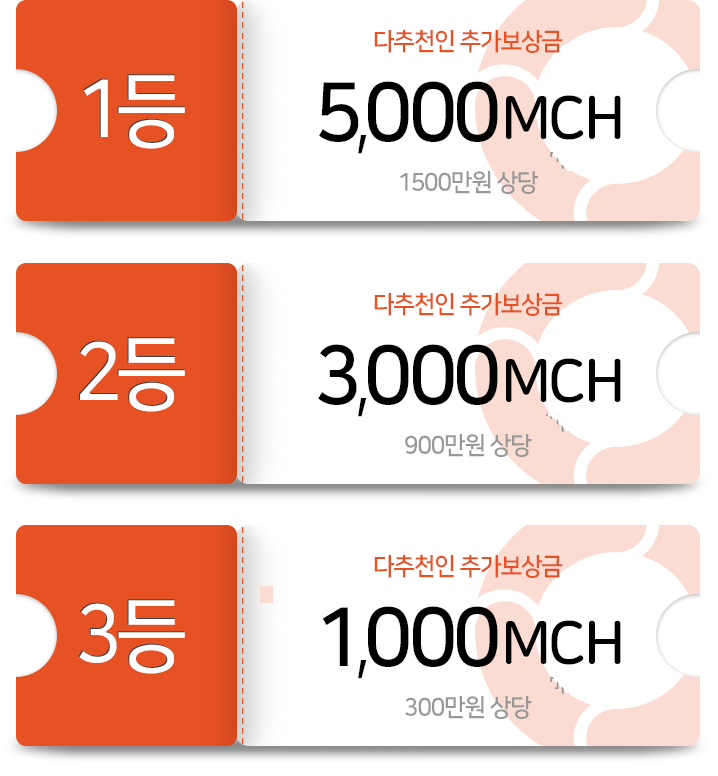 1등
다추천인 추가보상금
5,000MCH
1500만원 상당
2등
다추천인 추가보상금
3,000MCH
900만원 상당
3등
다추천인 추가보상금
1,000MCH
300만원 상당